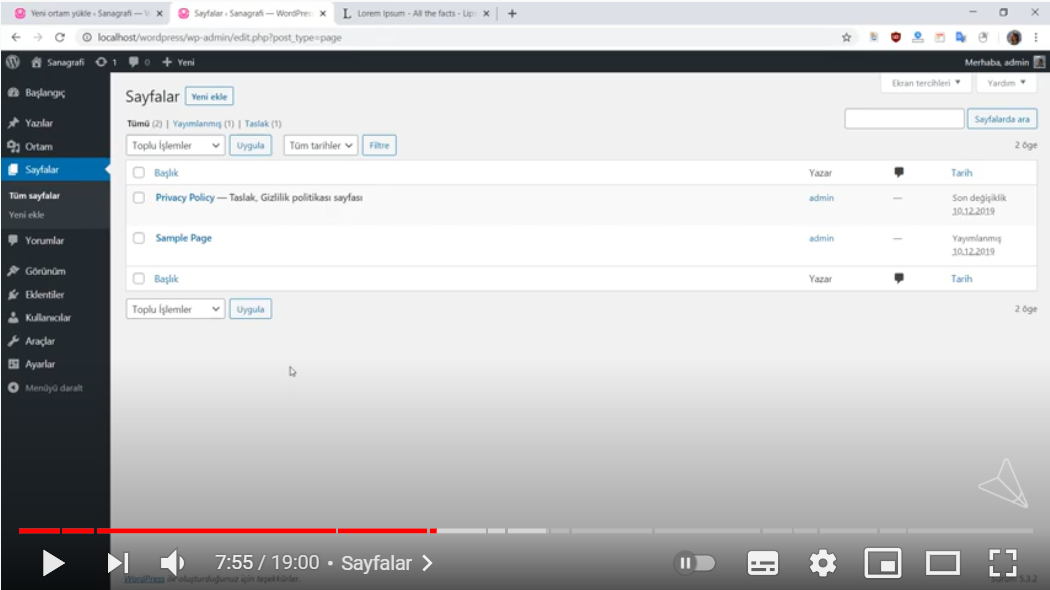 Yeni ortam yükle ‹ Sanagrafi — W
Sayfalar ‹ Sanagrafi — WordPres
Lorem Ipsum - All the facts - Lip
localhost/wordpress/wp-admin/edit.php?post_type=page
Sanagrafi 1 0 Yeni
Merhaba, admin
Başlangıç
Yazılar
Ortam
Sayfalar
Tüm sayfalar
Yeni ekle
Yorumlar
Görünüm
Eklentiler
Kullanıcılar
Araçlar
Ayarlar
Menüyü daralt
Ekran tercihleri Yardım
Sayfalar Yeni ekle
Tümü (2) | Yayımlanmış (1) | Taslak (1)
Sayfalarda ara
Toplu İşlemler Uygula Tüm tarihler Filtre
2 öge
Başlık Yazar Tarih
Privacy Policy — Taslak, Gizlilik politikası sayfası admin — Son değişiklik
10.12.2019
Sample Page admin — Yayımlanmış
10.12.2019
Başlık Yazar Tarih
Toplu İşlemler Uygula 2 öge
7:55 / 19:00 • Sayfalar
WordPress ile oluşturduğunuz için teşekkürler.